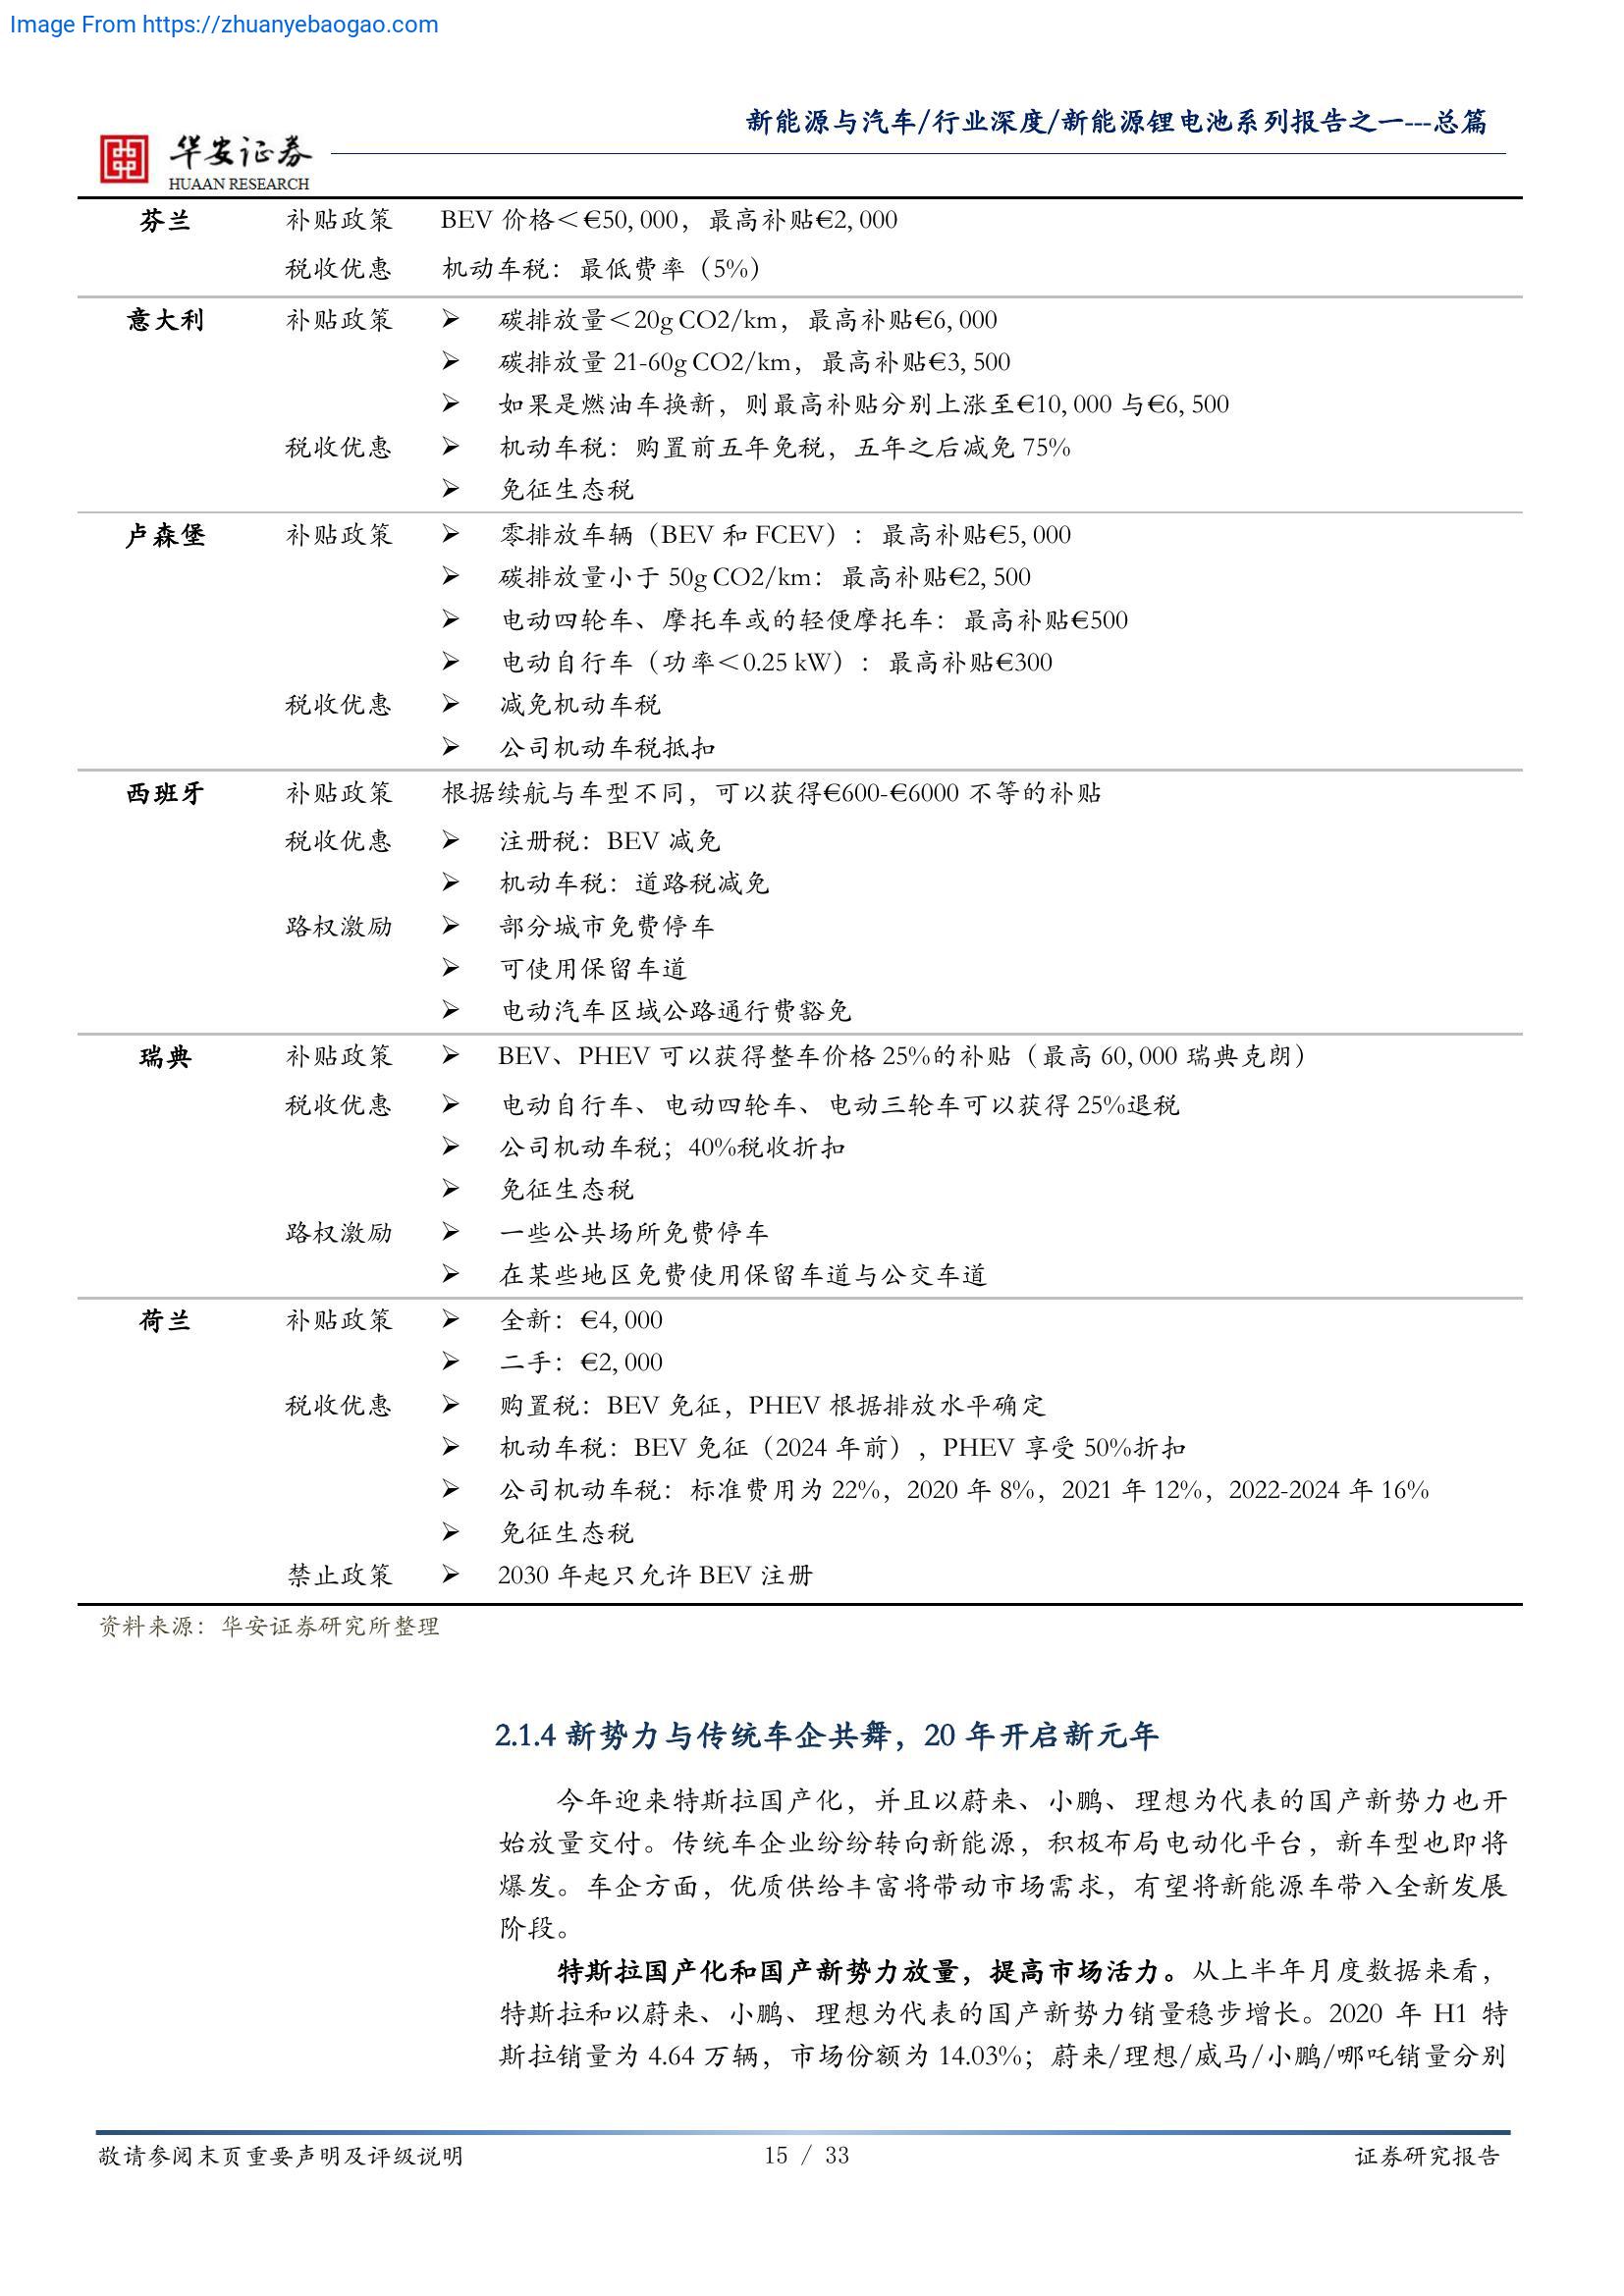 Image From https://zhuanyebaogao.com
新能源与汽车/行业深度/新能源锂电池系列报告之一---总篇
华安证券
HUAAN RESEARCH
芬兰 补贴政策 BEV 价格＜€50,000，最高补贴€2,000
税收优惠 机动车税：最低费率（5%）
意大利 补贴政策 ➢ 碳排放量＜20g CO2/km，最高补贴€6,000
➢ 碳排放量 21-60g CO2/km，最高补贴€3,500
➢ 如果是燃油车换新，则最高补贴分别上涨至€10,000 与€6,500
税收优惠 ➢ 机动车税：购置前五年免税，五年之后减免 75%
➢ 免征生态税
卢森堡 补贴政策 ➢ 零排放车辆（BEV 和 FCEV）：最高补贴€5,000
➢ 碳排放量小于 50g CO2/km：最高补贴€2,500
➢ 电动四轮车、摩托车或的轻便摩托车：最高补贴€500
➢ 电动自行车（功率＜0.25 kW）：最高补贴€300
税收优惠 ➢ 减免机动车税
➢ 公司机动车税抵扣
西班牙 补贴政策 根据续航与车型不同，可以获得€600-€6000 不等的补贴
税收优惠 ➢ 注册税：BEV 减免
➢ 机动车税：道路税减免
路权激励 ➢ 部分城市免费停车
➢ 可使用保留车道
➢ 电动汽车区域公路通行费豁免
瑞典 补贴政策 ➢ BEV、PHEV 可以获得整车价格 25%的补贴（最高 60,000 瑞典克朗）
税收优惠 ➢ 电动自行车、电动四轮车、电动三轮车可以获得 25%退税
➢ 公司机动车税；40%税收折扣
➢ 免征生态税
路权激励 ➢ 一些公共场所免费停车
➢ 在某些地区免费使用保留车道与公交车道
荷兰 补贴政策 ➢ 全新：€4,000
➢ 二手：€2,000
税收优惠 ➢ 购置税：BEV 免征，PHEV 根据排放水平确定
➢ 机动车税：BEV 免征（2024 年前），PHEV 享受 50%折扣
➢ 公司机动车税：标准费用为 22%，2020 年 8%，2021 年 12%，2022-2024 年 16%
➢ 免征生态税
禁止政策 ➢ 2030 年起只允许 BEV 注册
资料来源：华安证券研究所整理
2.1.4 新势力与传统车企共舞，20 年开启新元年
今年迎来特斯拉国产化，并且以蔚来、小鹏、理想为代表的国产新势力也开
始放量交付。传统车企业纷纷转向新能源，积极布局电动化平台，新车型也即将
爆发。车企方面，优质供给丰富将带动市场需求，有望将新能源车带入全新发展
阶段。
特斯拉国产化和国产新势力放量，提高市场活力。从上半年月度数据来看，
特斯拉和以蔚来、小鹏、理想为代表的国产新势力销量稳步增长。2020 年 H1 特
斯拉销量为 4.64 万辆，市场份额为 14.03%；蔚来/理想/威马/小鹏/哪吒销量分别
敬请参阅末页重要声明及评级说明 15 / 33 证券研究报告